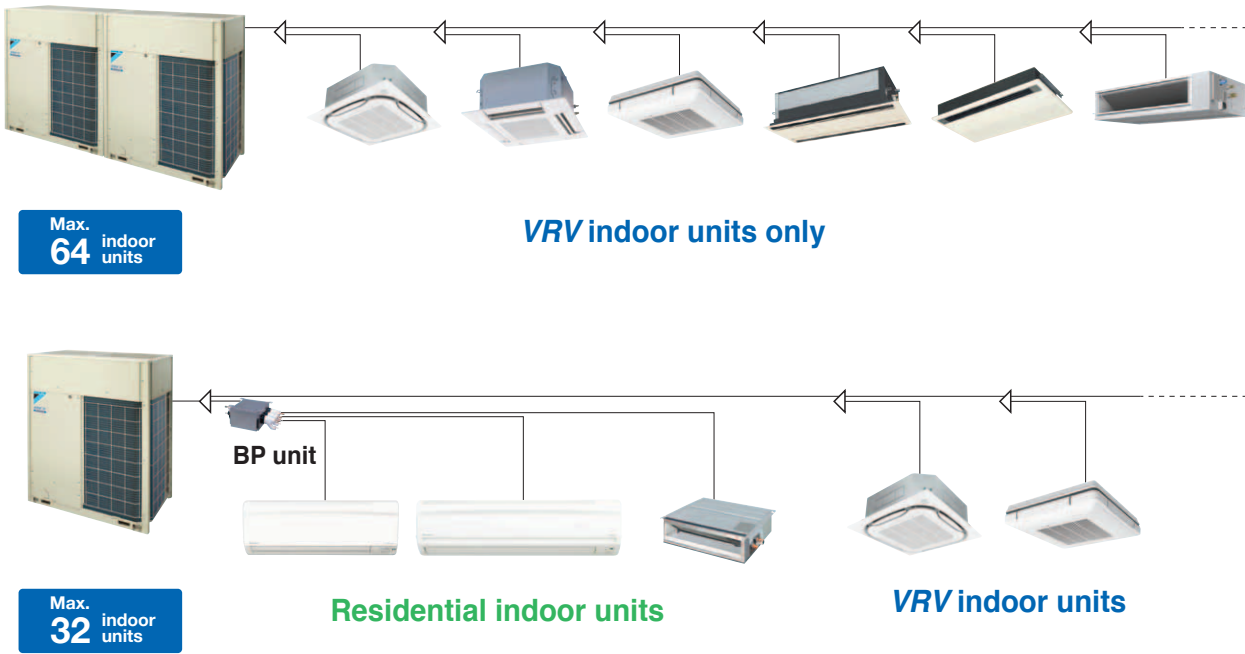 Max.
64 indoor units
VRV indoor units only
BP unit
Max.
32 indoor units
Residential indoor units
VRV indoor units